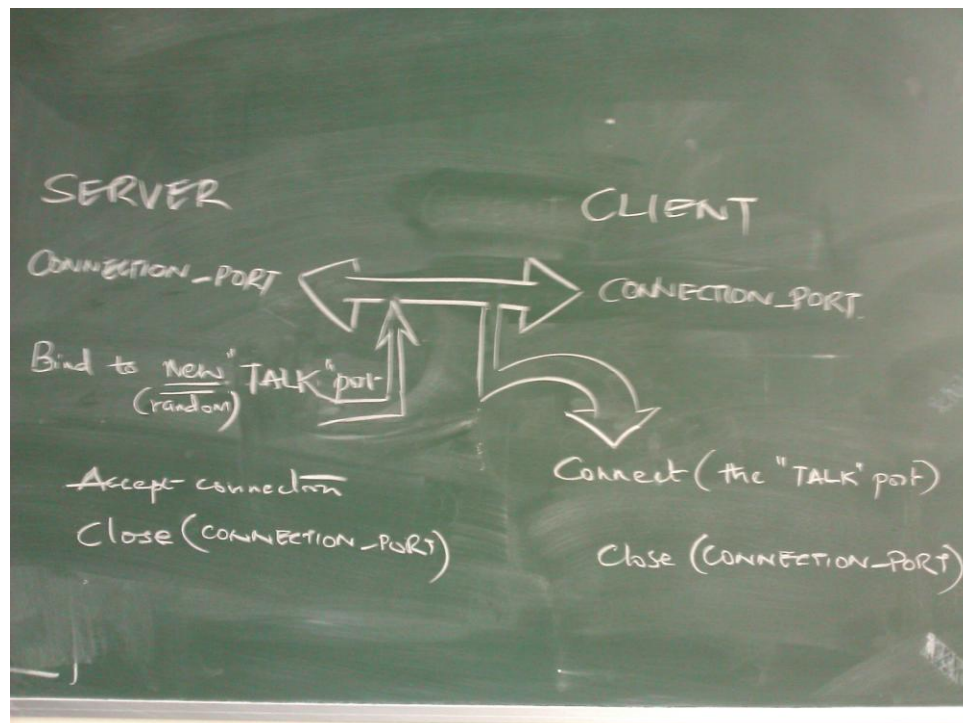 SERVER
CLIENT
CONNECTION_PORT
CONNECTION_PORT
Bind to new "TALK" port
(random)
Accept connection
Connect (the "TALK" port)
Close (CONNECTION_PORT)
Close (CONNECTION_PORT)